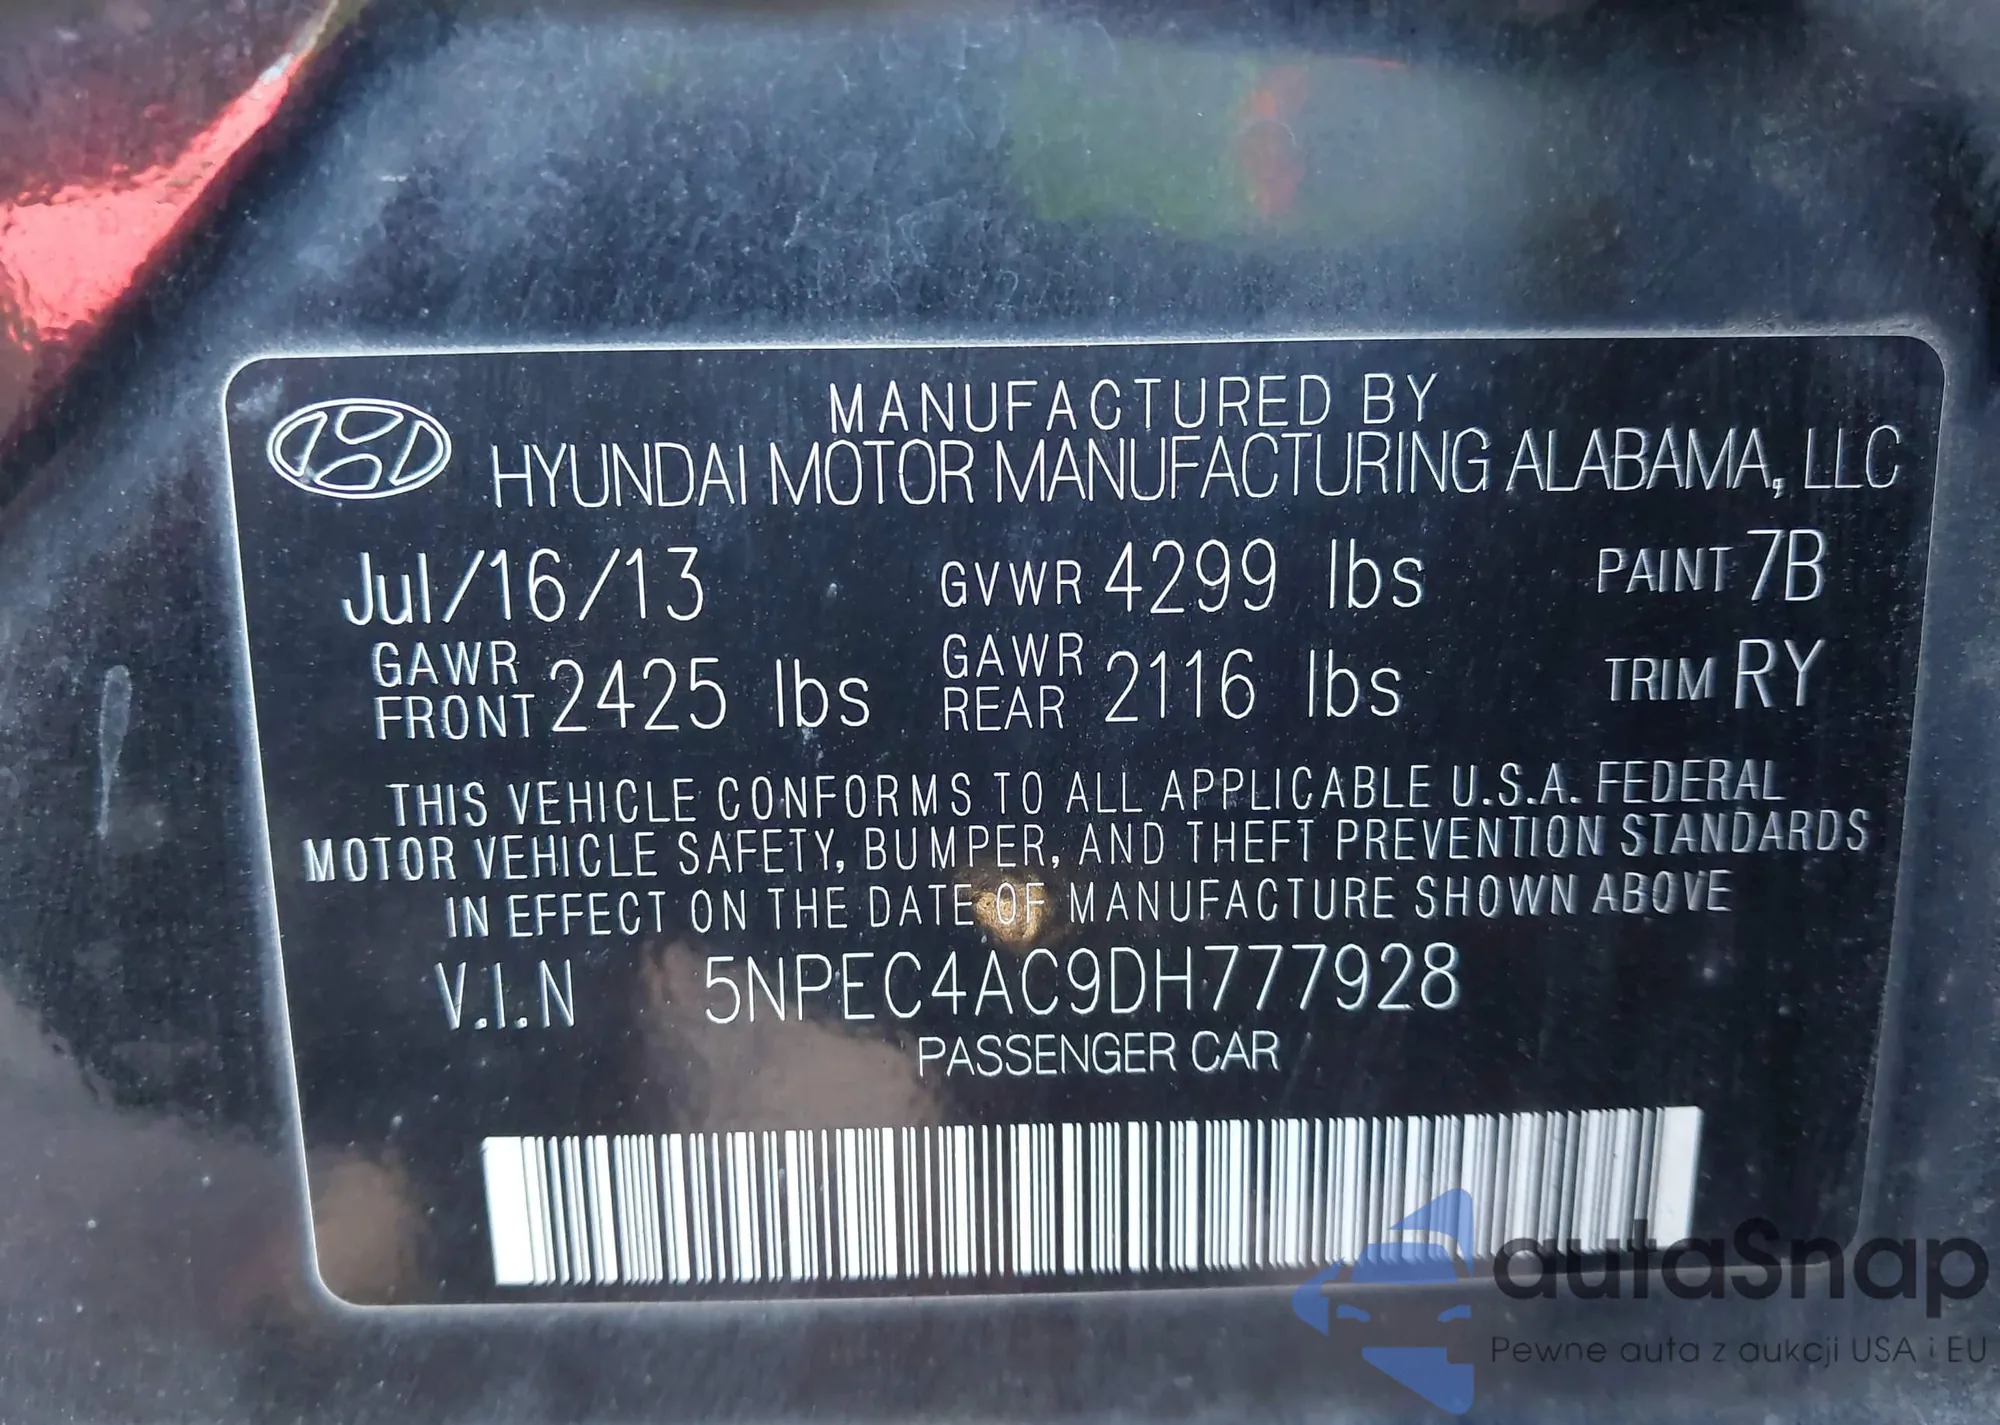 MANUFACTURED BY
HYUNDAI MOTOR MANUFACTURING ALABAMA, LLC
Jul/16/13 GVWR 4299 lbs PAINT 7B
GAWR FRONT 2425 lbs GAWR REAR 2116 lbs TRIM RY
THIS VEHICLE CONFORMS TO ALL APPLICABLE U.S.A. FEDERAL
MOTOR VEHICLE SAFETY, BUMPER, AND THEFT PREVENTION STANDARDS
IN EFFECT ON THE DATE OF MANUFACTURE SHOWN ABOVE
V.I.N 5NPEC4AC9DH777928
PASSENGER CAR
autaSnap
Pewne auta z aukcji USA i EU